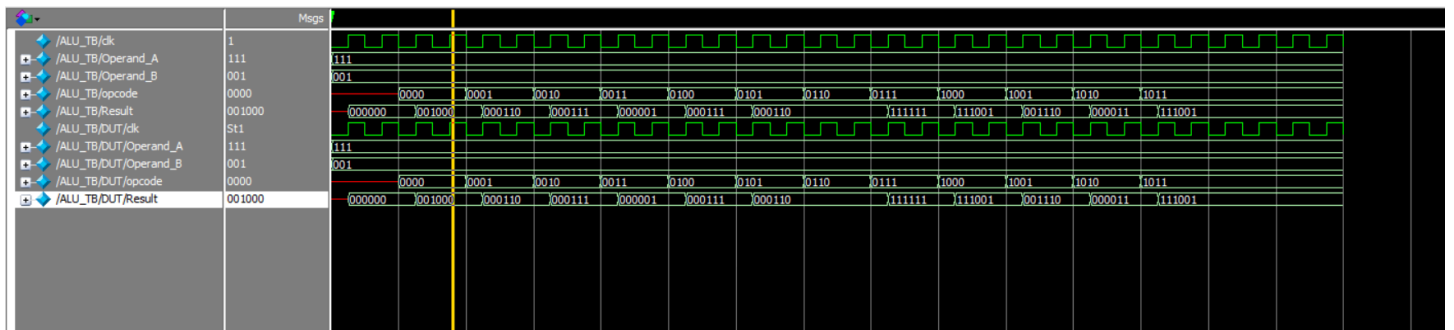 Msgs
/ALU_TB/clk 1
/ALU_TB/Operand_A 111 111
/ALU_TB/Operand_B 001 001
/ALU_TB/opcode 0000 0000 0001 0010 0011 0100 0101 0110 0111 1000 1001 1010 1011
/ALU_TB/Result 001000 000000 001000 000110 000111 000001 000111 000110 111111 111001 001110 000011 111001
/ALU_TB/DUT/clk St1
/ALU_TB/DUT/Operand_A 111 111
/ALU_TB/DUT/Operand_B 001 001
/ALU_TB/DUT/opcode 0000 0000 0001 0010 0011 0100 0101 0110 0111 1000 1001 1010 1011
/ALU_TB/DUT/Result 001000 000000 001000 000110 000111 000001 000111 000110 111111 111001 001110 000011 111001